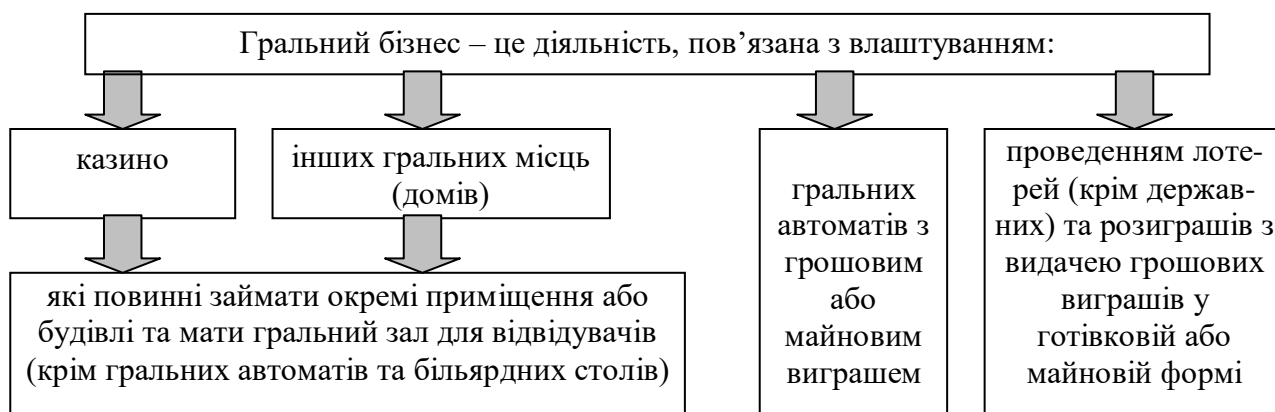 Гральний бізнес – це діяльність, пов’язана з влаштуванням:
казино
інших гральних місць
(домів)
які повинні займати окремі приміщення або
будівлі та мати гральний зал для відвідувачів
(крім гральних автоматів та більярдних столів)
гральних
автоматів з
грошовим
або
майновим
виграшем
проведенням лоте-
рей (крім держав-
них) та розиграшів з
видачею грошових
виграшів у
готівковій або
майновій формі